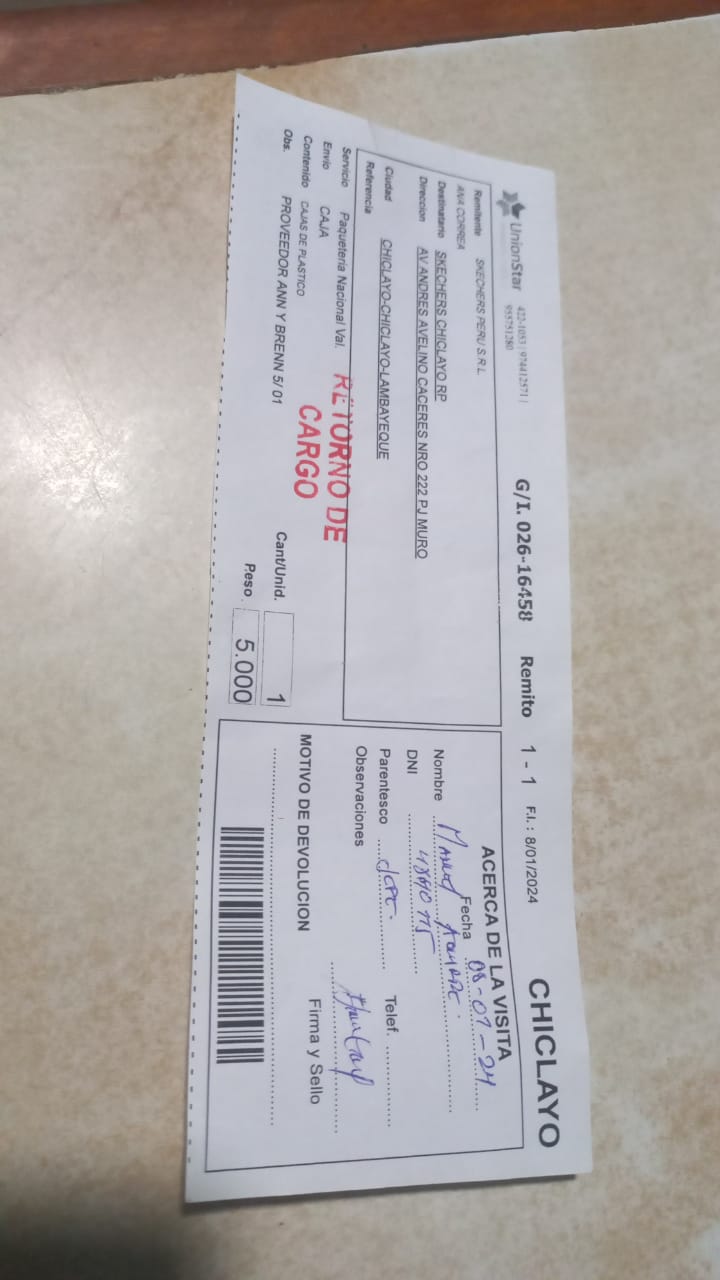 UnionStar 422-1053 | 974412571 |
955751280
G/I. 026-16458 Remito 1 - 1 F.I.: 8/01/2024 CHICLAYO
Remitente SKECHERS PERU S.R.L
ANA CORREA
Destinatario SKECHERS CHICLAYO RP
Direccion AV ANDRES AVELINO CACERES NRO 222 PJ MURO
Ciudad CHICLAYO-CHICLAYO-LAMBAYEQUE
Referencia
Servicio Paqueteria Nacional Val.
Envio CAJA
Contenido CAJAS DE PLASTICO
Obs. PROVEEDOR ANN Y BRENN 5/ 01
RETORNO DE
CARGO
Cant/Unid. 1
Peso 5.000
ACERCA DE LA VISITA
Fecha 08-01-24
Nombre
DNI
Parentesco
Telef.
Observaciones
Firma y Sello
MOTIVO DE DEVOLUCION